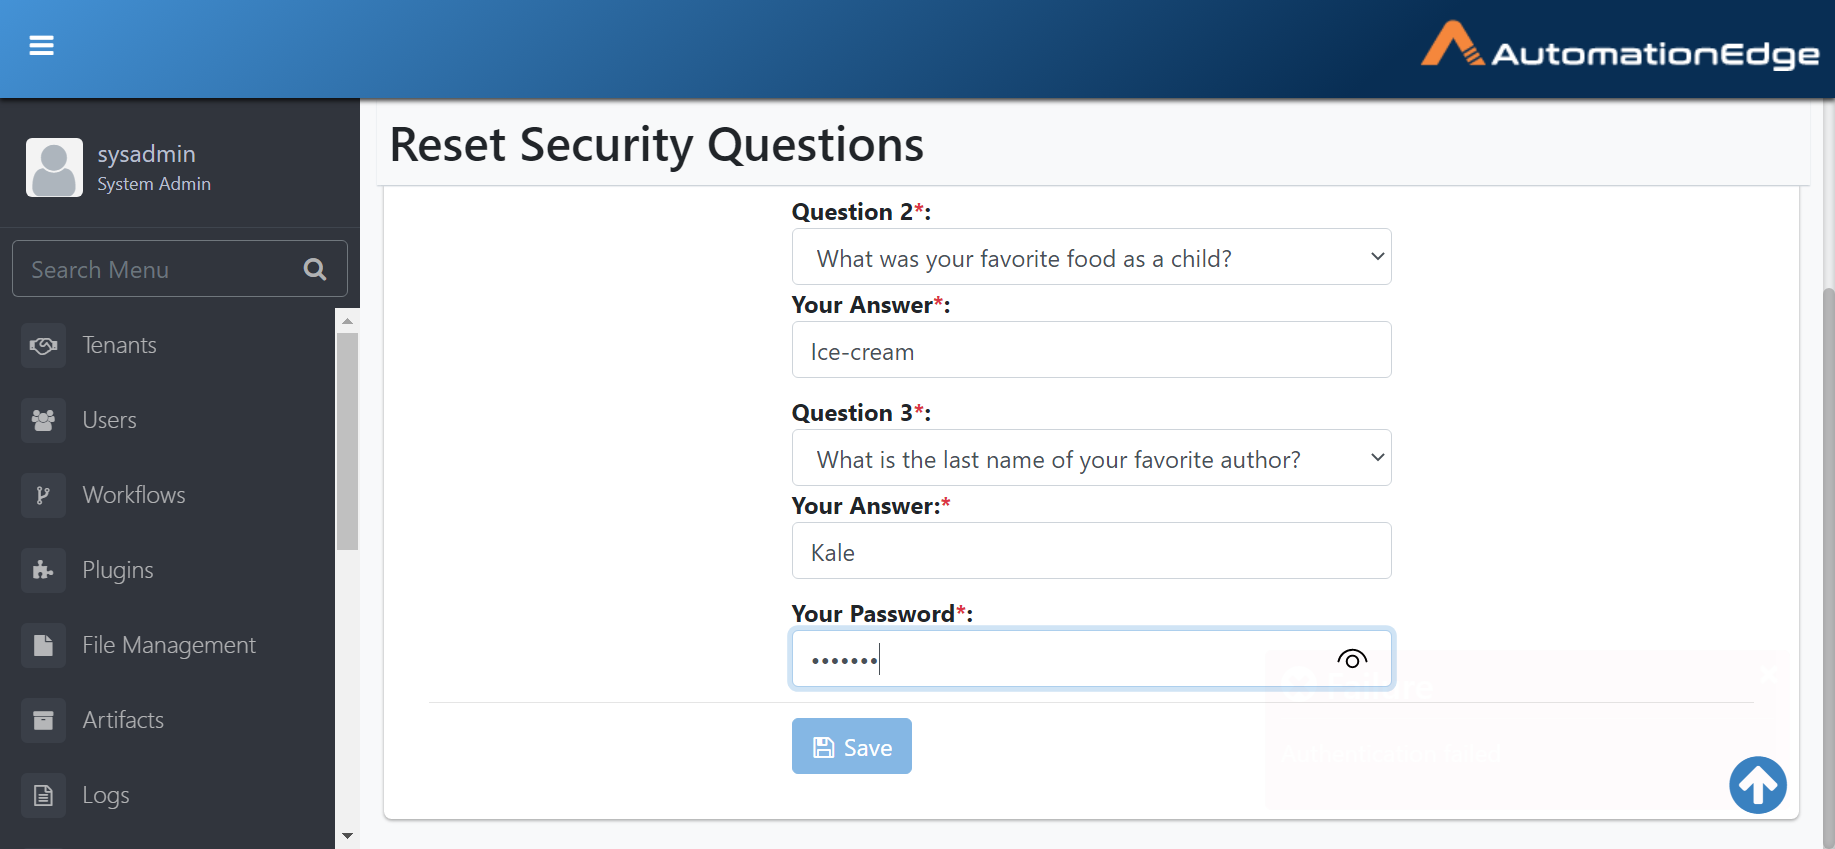 AutomationEdge
sysadmin
System Admin
Search Menu
Tenants
Users
Workflows
Plugins
File Management
Artifacts
Logs
Reset Security Questions
Question 2*:
What was your favorite food as a child?
Your Answer*:
Ice-cream
Question 3*:
What is the last name of your favorite author?
Your Answer:*
Kale
Your Password*:
•••••••
Save